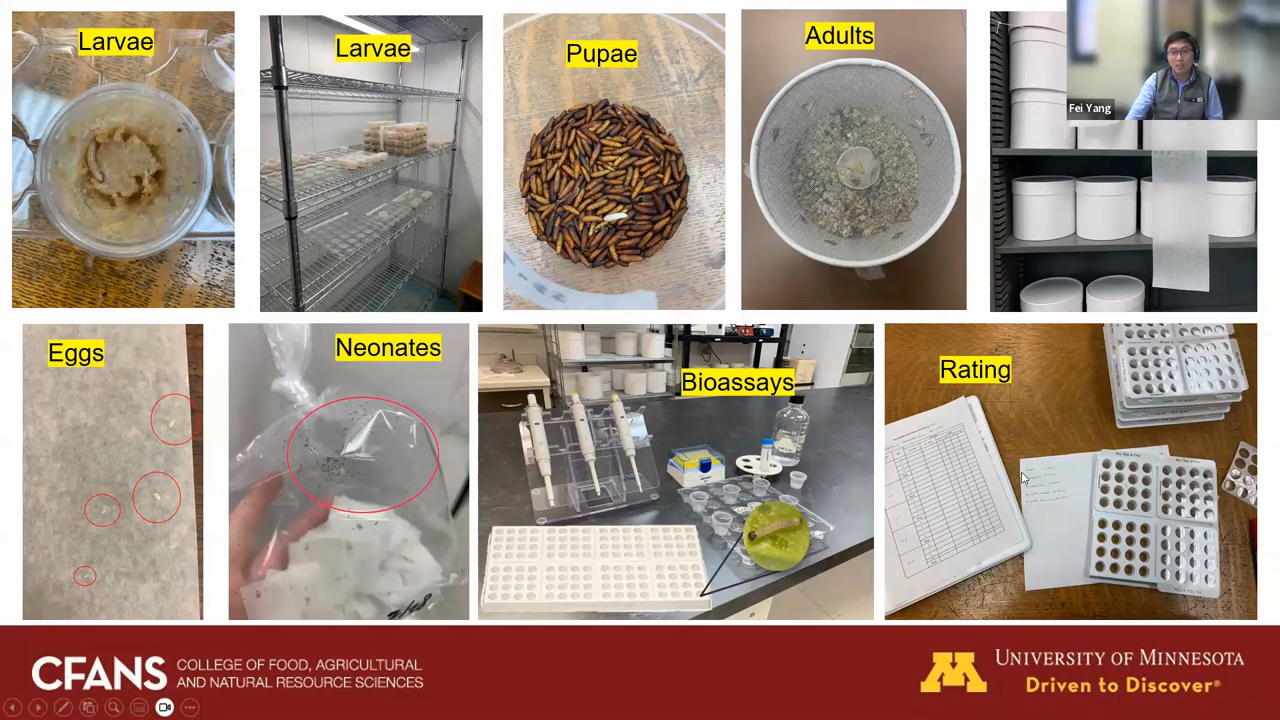 Larvae
Larvae
Pupae
Adults
Fei Yang
Eggs
Neonates
Bioassays
Rating
CFANS
COLLEGE OF FOOD, AGRICULTURAL
AND NATURAL RESOURCE SCIENCES
M
UNIVERSITY OF MINNESOTA
Driven to Discover®